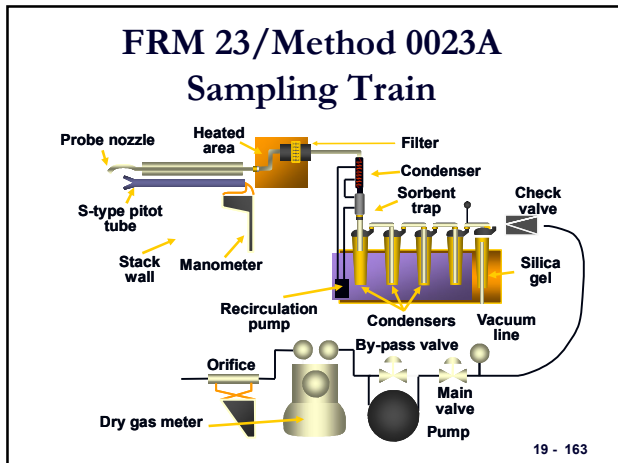 FRM 23/Method 0023A
Sampling Train
Probe nozzle
Heated
area
Filter
Condenser
Sorbent
trap
Check
valve
S-type pitot
tube
Stack
wall
Manometer
Silica
gel
Recirculation
pump
Condensers
Vacuum
line
By-pass valve
Orifice
Main
valve
Dry gas meter
Pump
19 - 163